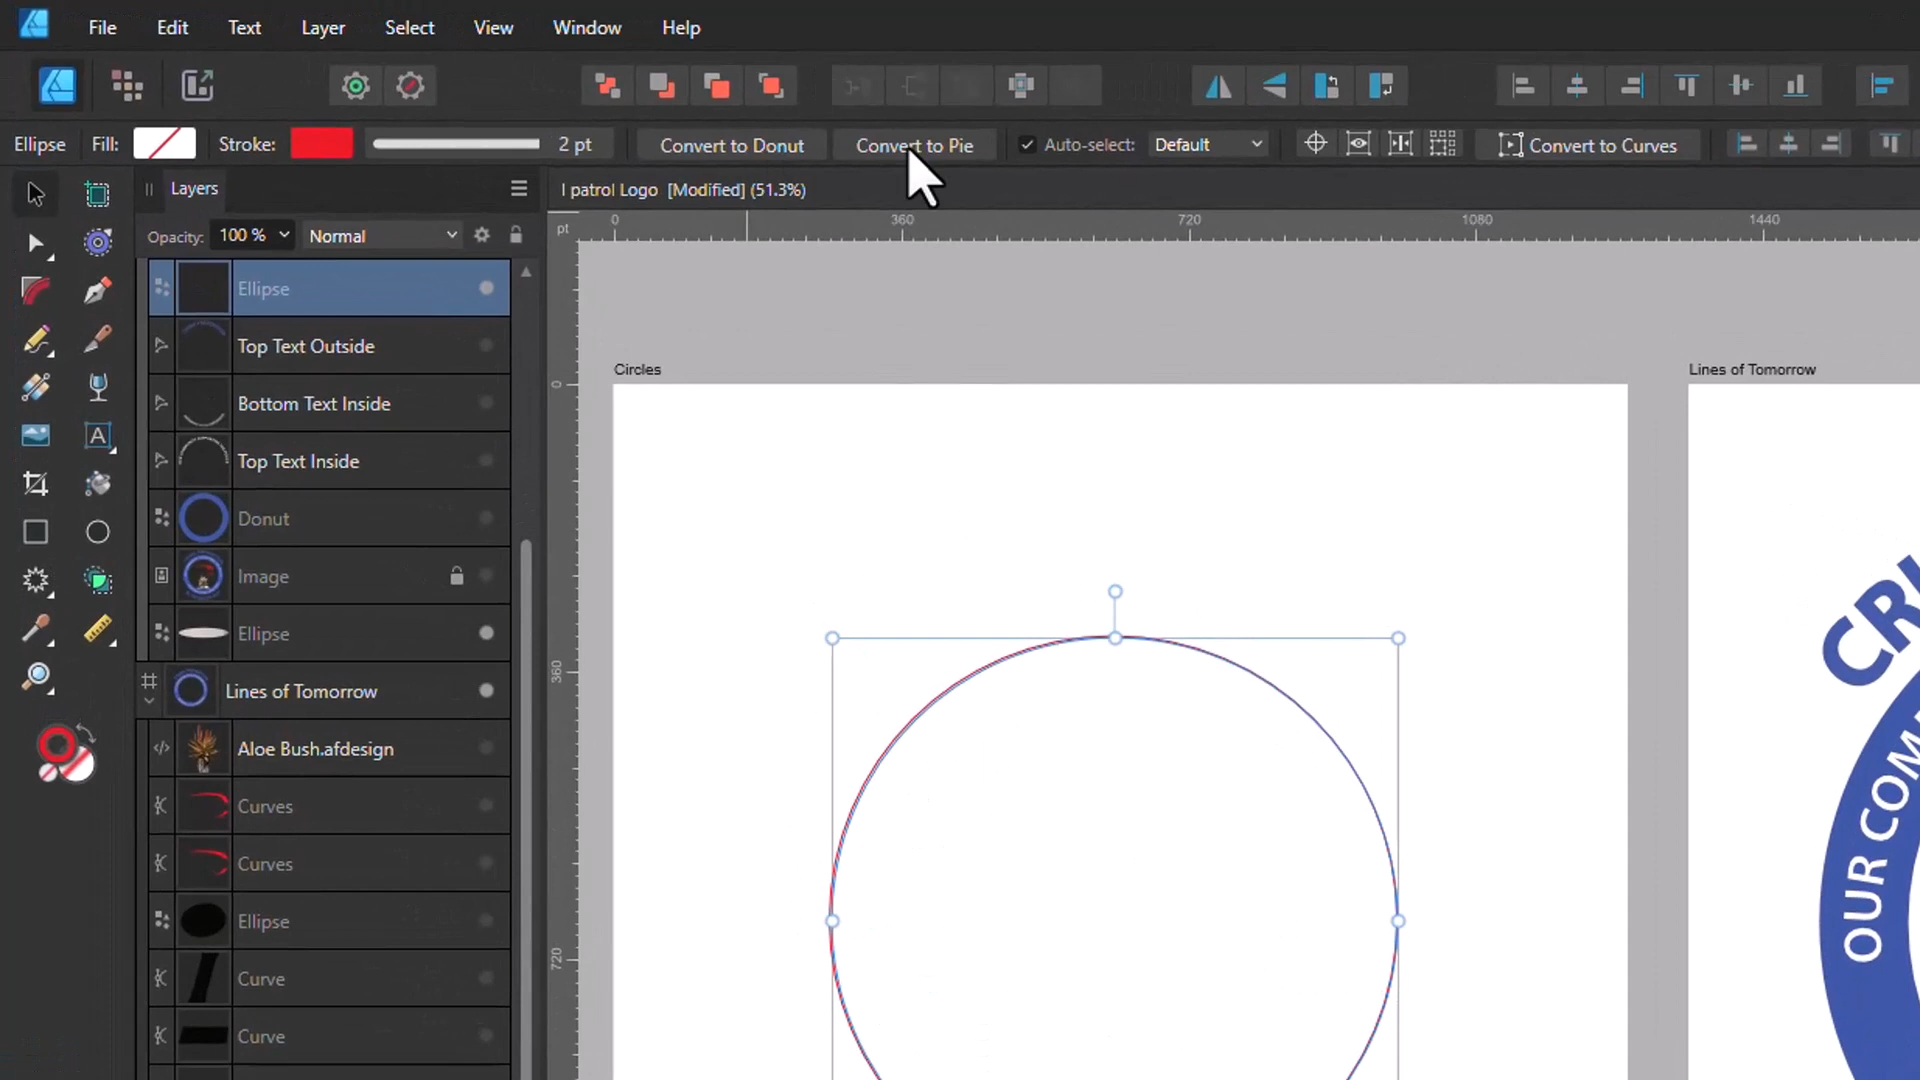 File Edit Text Layer Select View Window Help
Ellipse Fill: Stroke: 2 pt Convert to Donut Convert to Pie Auto-select: Default Convert to Curves
Layers
I patrol Logo [Modified] (51.3%)
Opacity: 100 % Normal
pt 0 360 720 1080 1440
Ellipse
Top Text Outside
Bottom Text Inside
Top Text Inside
Donut
Image
Ellipse
Lines of Tomorrow
Aloe Bush.afdesign
Curves
Curves
Ellipse
Curve
Curve
0
360
720
Circles
Lines of Tomorrow
CRI
OUR COM